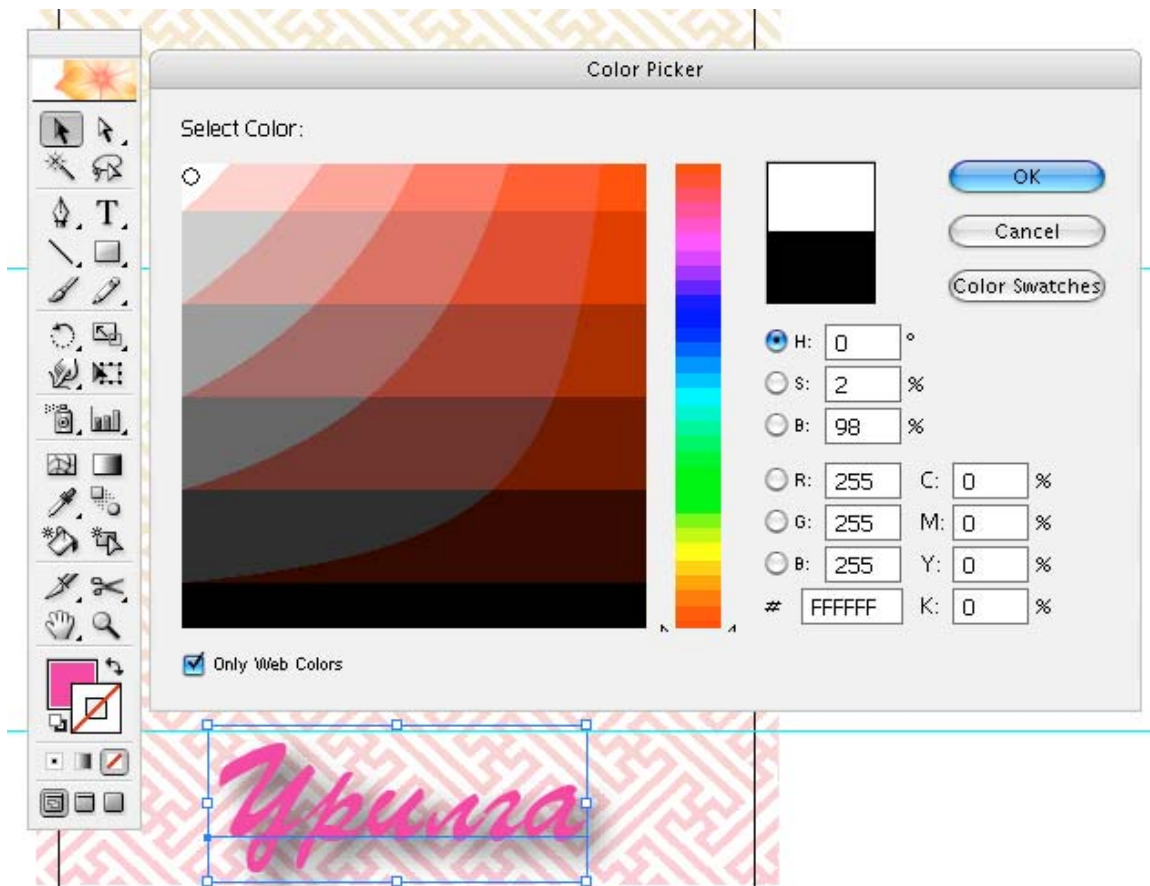 Color Picker
Select Color:
OK
Cancel
Color Swatches
H: 0 °
S: 2 %
B: 98 %
R: 255 C: 0 %
G: 255 M: 0 %
B: 255 Y: 0 %
# FFFFFF K: 0 %
Only Web Colors
T
Урилга